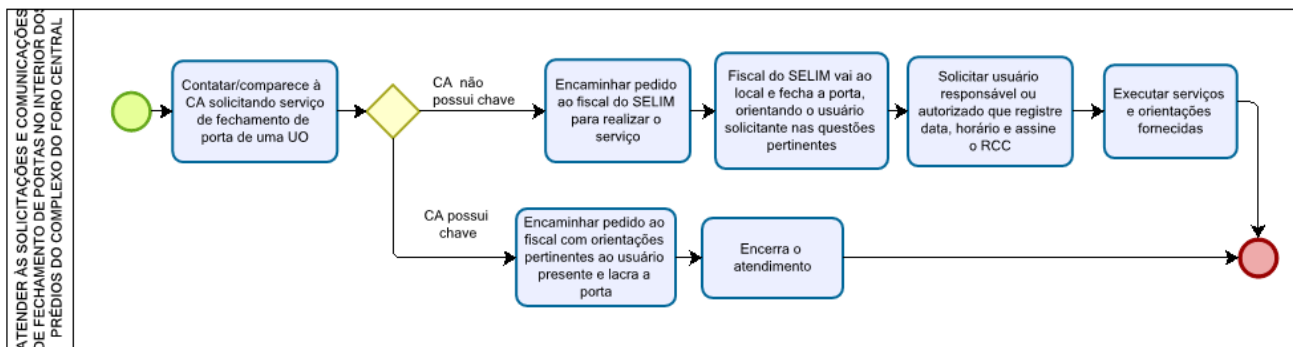 ATENDER ÀS SOLICITAÇÕES E COMUNICAÇÕES
DE FECHAMENTO DE PORTAS NO INTERIOR DOS
PRÉDIOS DO COMPLEXO DO FORO CENTRAL
Contatar/comparece à
CA solicitando serviço
de fechamento de
porta de uma UO
CA não
possui chave
Encaminhar pedido
ao fiscal do SELIM
para realizar o
serviço
Fiscal do SELIM vai ao
local e fecha a porta,
orientando o usuário
solicitante nas questões
pertinentes
Solicitar usuário
responsável ou
autorizado que registre
data, horário e assine
o RCC
Executar serviços
e orientações
fornecidas
CA possui
chave
Encaminhar pedido ao
fiscal com orientações
pertinentes ao usuário
presente e lacra a
porta
Encerra o
atendimento